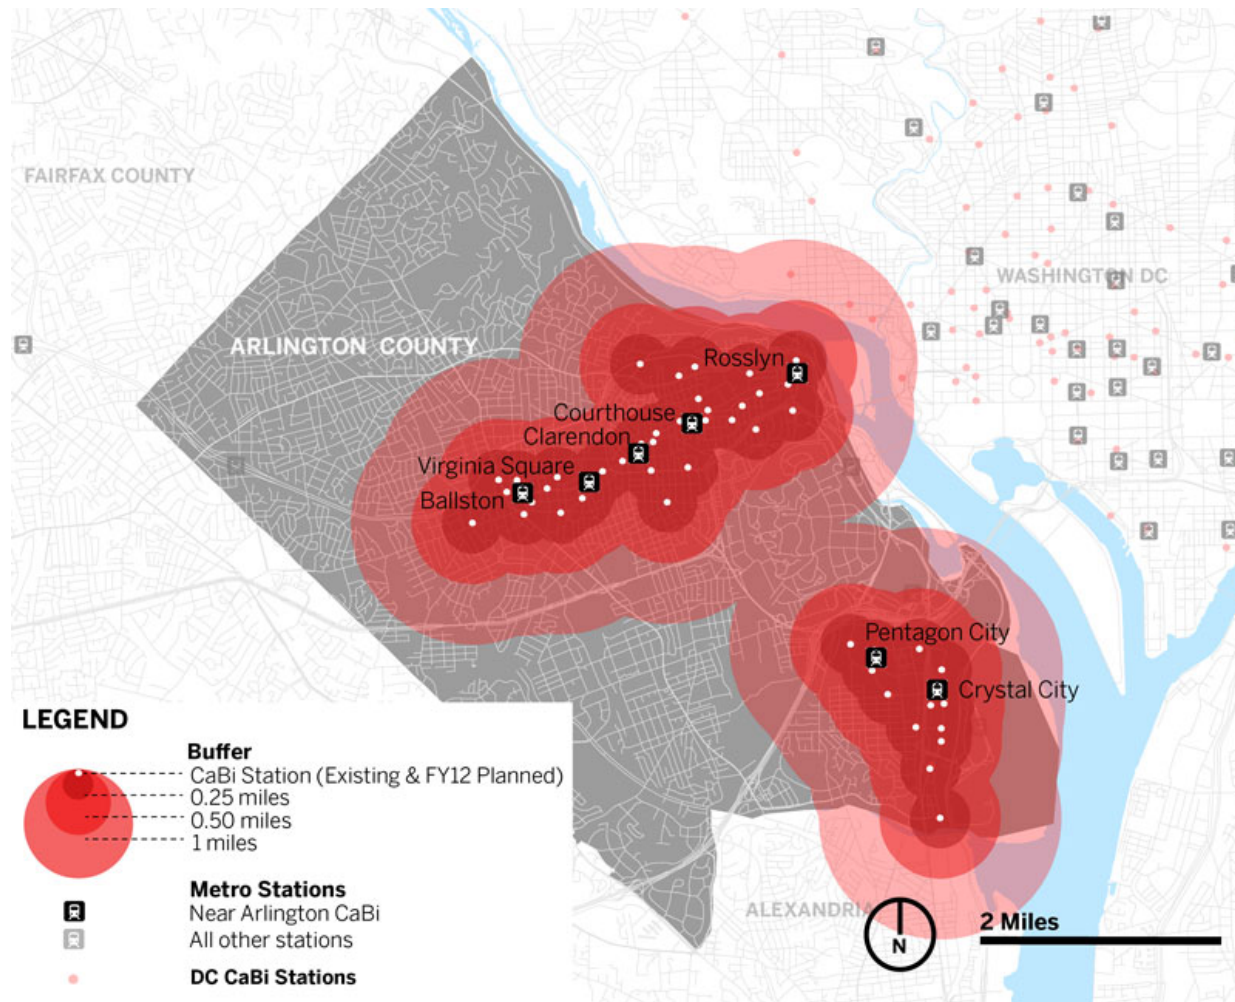 FAIRFAX COUNTY
WASHINGTON DC
ARLINGTON COUNTY
Rosslyn
Courthouse
Clarendon
Virginia Square
Ballston
Pentagon City
Crystal City
ALEXANDRIA
N
2 Miles
LEGEND
Buffer
CaBi Station (Existing & FY12 Planned)
0.25 miles
0.50 miles
1 miles
Metro Stations
Near Arlington CaBi
All other stations
DC CaBi Stations